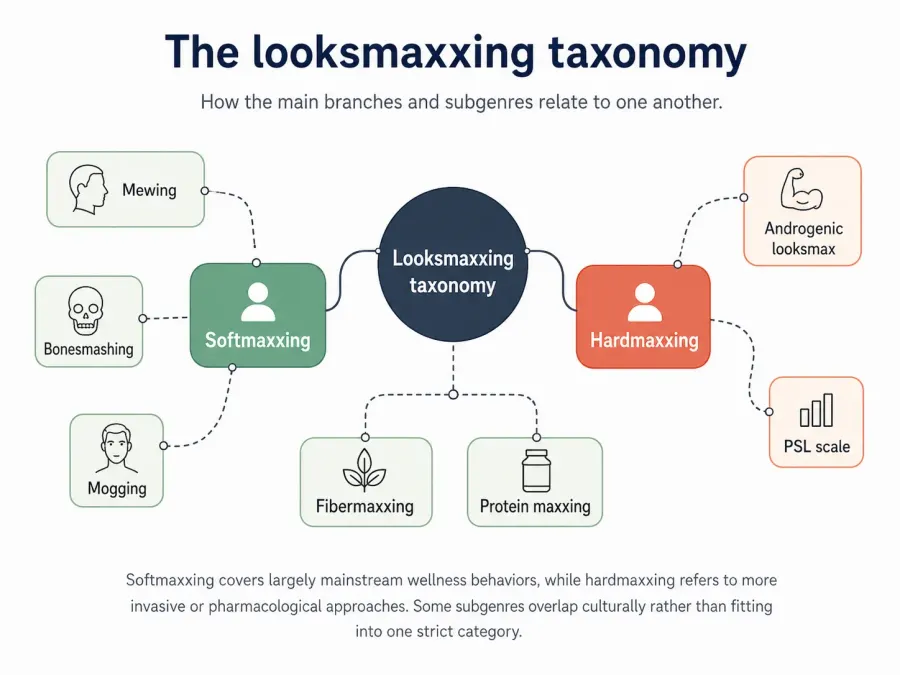 The looksmaxxing taxonomy
How the main branches and subgenres relate to one another.
Mewing
Androgenic
looksmax
Looksmaxxing
taxonomy
Bonesmashing
Softmaxxing
Hardmaxxing
Mogging
PSL scale
Fibermaxxing
Protein maxxing
Softmaxxing covers largely mainstream wellness behaviors, while hardmaxxing refers to more
invasive or pharmacological approaches. Some subgenres overlap culturally rather than fitting
into one strict category.